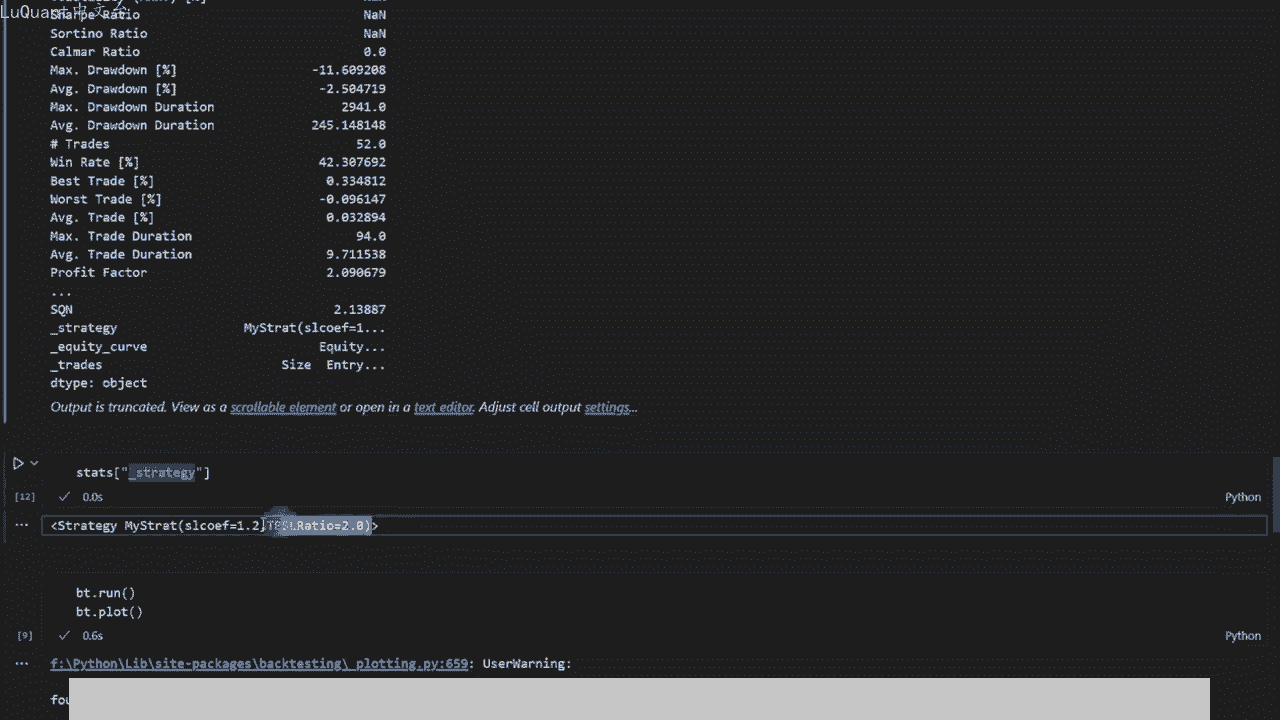 LuQuant
Sharpe Ratio NaN
Sortino Ratio NaN
Calmar Ratio 0.0
Max. Drawdown [%] -11.609208
Avg. Drawdown [%] -2.504719
Max. Drawdown Duration 2941.0
Avg. Drawdown Duration 245.148148
# Trades 52.0
Win Rate [%] 42.307692
Best Trade [%] 0.334812
Worst Trade [%] -0.096147
Avg. Trade [%] 0.032894
Max. Trade Duration 94.0
Avg. Trade Duration 9.711538
Profit Factor 2.090679
...
SQN 2.13887
_strategy MyStrat(slcoef=1...
_equity_curve Equity...
_trades Size Entry...
dtype: object
Output is truncated. View as a scrollable element or open in a text editor. Adjust cell output settings...
stats["_strategy"]
[12] ✓ 0.0s Python
... <Strategy MyStrat(slcoef=1.2,TPSLRatio=2.0)>
bt.run()
bt.plot()
[9] ✓ 0.6s Python
... f:\Python\Lib\site-packages\backtesting\_plotting.py:659: UserWarning: